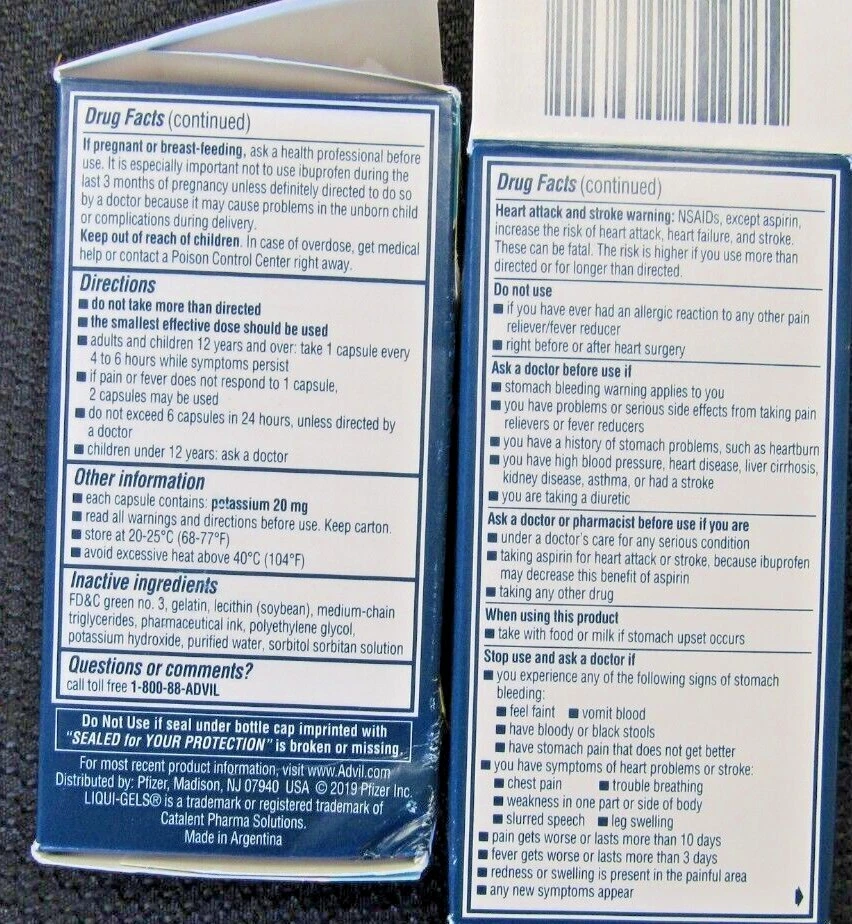 Drug Facts (continued)
If pregnant or breast-feeding, ask a health professional before
use. It is especially important not to use ibuprofen during the
last 3 months of pregnancy unless definitely directed to do so
by a doctor because it may cause problems in the unborn child
or complications during delivery.
Keep out of reach of children. In case of overdose, get medical
help or contact a Poison Control Center right away.
Directions
■ do not take more than directed
■ the smallest effective dose should be used
■ adults and children 12 years and over: take 1 capsule every
4 to 6 hours while symptoms persist
■ if pain or fever does not respond to 1 capsule,
2 capsules may be used
■ do not exceed 6 capsules in 24 hours, unless directed by
a doctor
■ children under 12 years: ask a doctor
Other information
■ each capsule contains: potassium 20 mg
■ read all warnings and directions before use. Keep carton.
■ store at 20-25°C (68-77°F)
■ avoid excessive heat above 40°C (104°F)
Inactive ingredients
FD&C green no. 3, gelatin, lecithin (soybean), medium-chain
triglycerides, pharmaceutical ink, polyethylene glycol,
potassium hydroxide, purified water, sorbitol sorbitan solution
Questions or comments?
call toll free 1-800-88-ADVIL
Do Not Use if seal under bottle cap imprinted with
"SEALED for YOUR PROTECTION" is broken or missing.
For most recent product information, visit www.Advil.com
Distributed by: Pfizer, Madison, NJ 07940 USA © 2019 Pfizer Inc.
LIQUI-GELS® is a trademark or registered trademark of
Catalent Pharma Solutions.
Made in Argentina
Drug Facts (continued)
Heart attack and stroke warning: NSAIDs, except aspirin,
increase the risk of heart attack, heart failure, and stroke.
These can be fatal. The risk is higher if you use more than
directed or for longer than directed.
Do not use
■ if you have ever had an allergic reaction to any other pain
reliever/fever reducer
■ right before or after heart surgery
Ask a doctor before use if
■ stomach bleeding warning applies to you
■ you have problems or serious side effects from taking pain
relievers or fever reducers
■ you have a history of stomach problems, such as heartburn
■ you have high blood pressure, heart disease, liver cirrhosis,
kidney disease, asthma, or had a stroke
■ you are taking a diuretic
Ask a doctor or pharmacist before use if you are
■ under a doctor's care for any serious condition
■ taking aspirin for heart attack or stroke, because ibuprofen
may decrease this benefit of aspirin
■ taking any other drug
When using this product
■ take with food or milk if stomach upset occurs
Stop use and ask a doctor if
■ you experience any of the following signs of stomach
bleeding:
■ feel faint ■ vomit blood
■ have bloody or black stools
■ have stomach pain that does not get better
■ you have symptoms of heart problems or stroke:
■ chest pain ■ trouble breathing
■ weakness in one part or side of body
■ slurred speech ■ leg swelling
■ pain gets worse or lasts more than 10 days
■ fever gets worse or lasts more than 3 days
■ redness or swelling is present in the painful area
■ any new symptoms appear